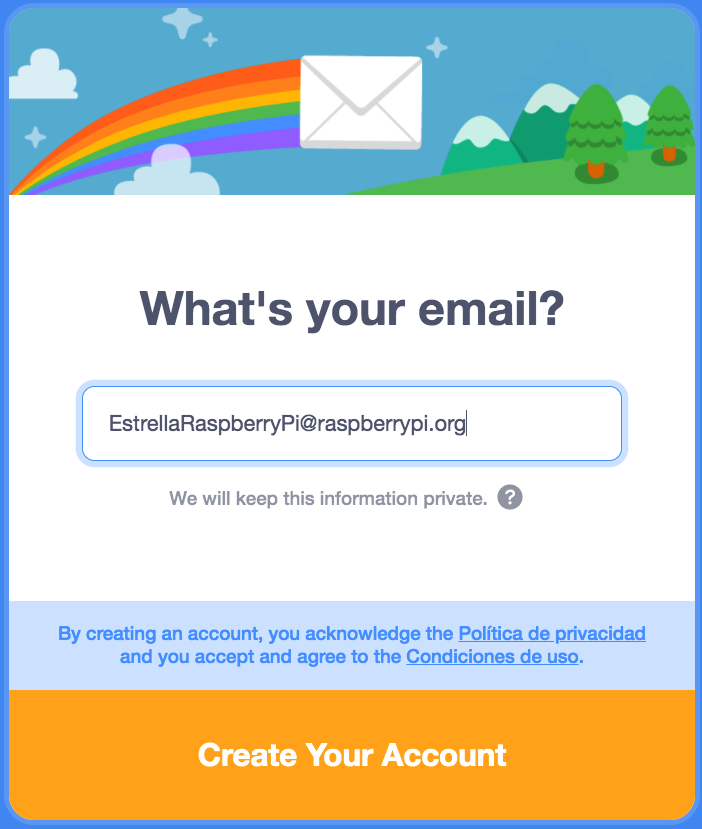 What's your email?
EstrellaRaspberryPi@raspberrypi.org
We will keep this information private. ?
By creating an account, you acknowledge the Política de privacidad
and you accept and agree to the Condiciones de uso.
Create Your Account